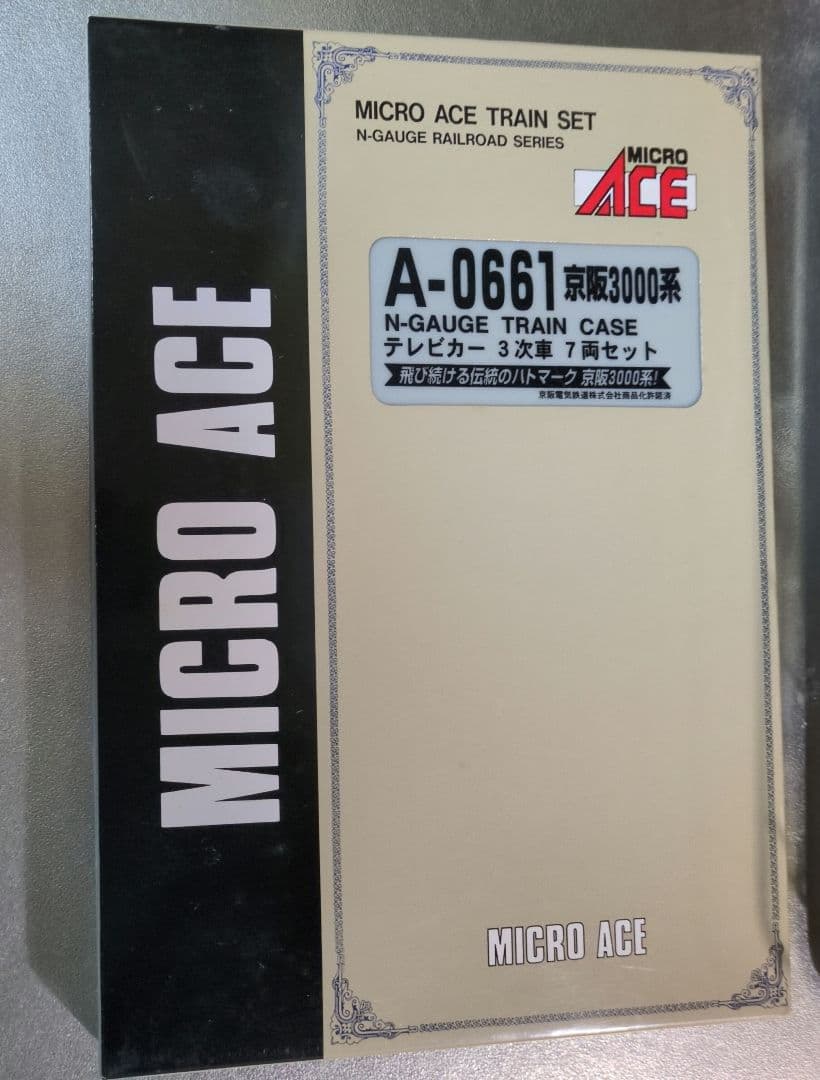 MICRO ACE
MICRO ACE TRAIN SET
N-GAUGE RAILROAD SERIES
MICRO
ACE
A-0661 京阪3000系
N-GAUGE TRAIN CASE
テレビカー 3次車 7両セット
飛び続ける伝統のハトマーク 京阪3000系!
京阪電気鉄道株式会社商品化許諾済
MICRO ACE